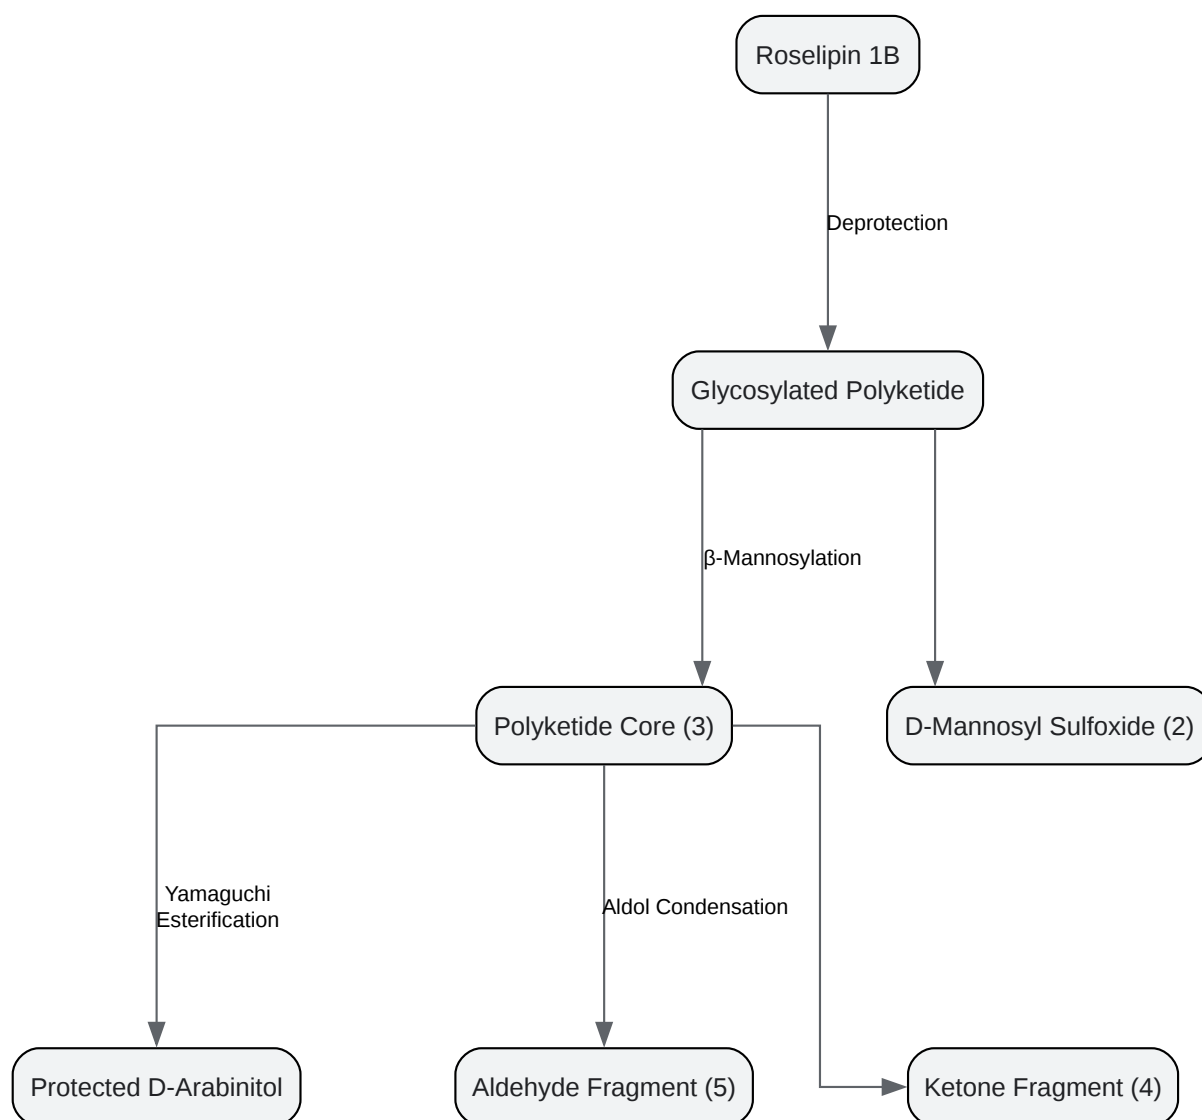 Roselipin 1B
Deprotection
Glycosylated Polyketide
β-Mannosylation
Polyketide Core (3)
D-Mannosyl Sulfoxide (2)
Yamaguchi
Esterification
Aldol Condensation
Protected D-Arabinitol
Aldehyde Fragment (5)
Ketone Fragment (4)